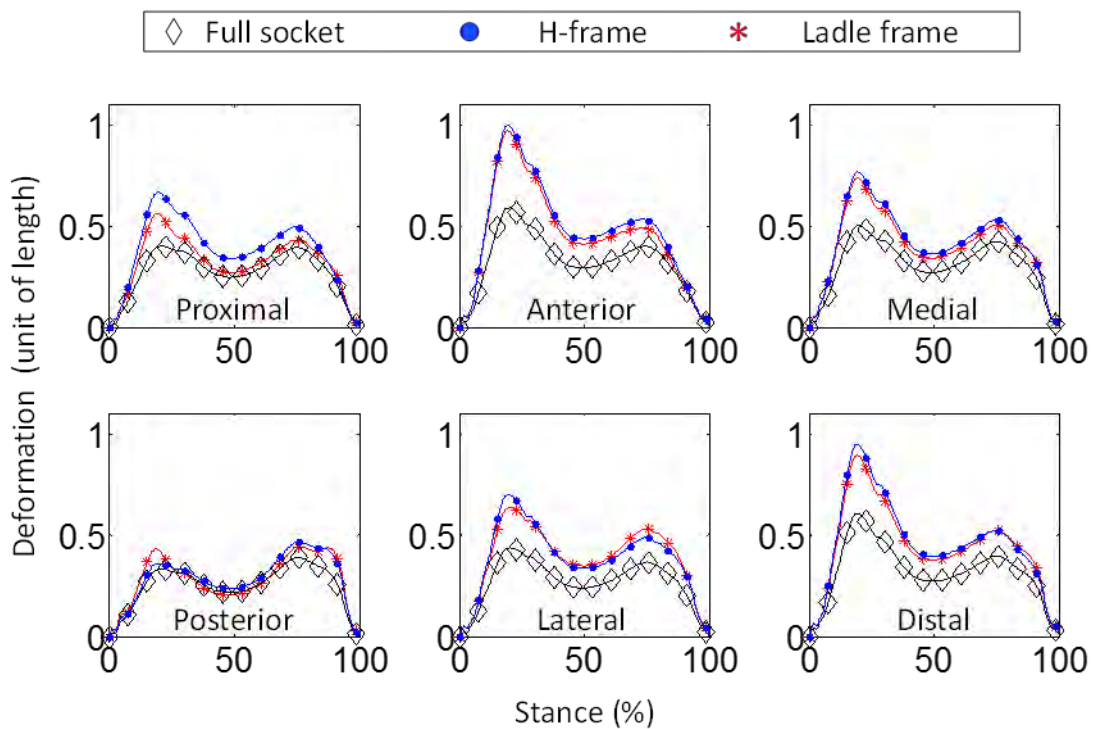 Full socket H-frame Ladle frame
Deformation (unit of length)
1
0.5
0
Proximal
0 50 100
1
0.5
0
Anterior
0 50 100
1
0.5
0
Medial
0 50 100
1
0.5
0
Posterior
0 50 100
1
0.5
0
Lateral
0 50 100
1
0.5
0
Distal
0 50 100
Stance (%)